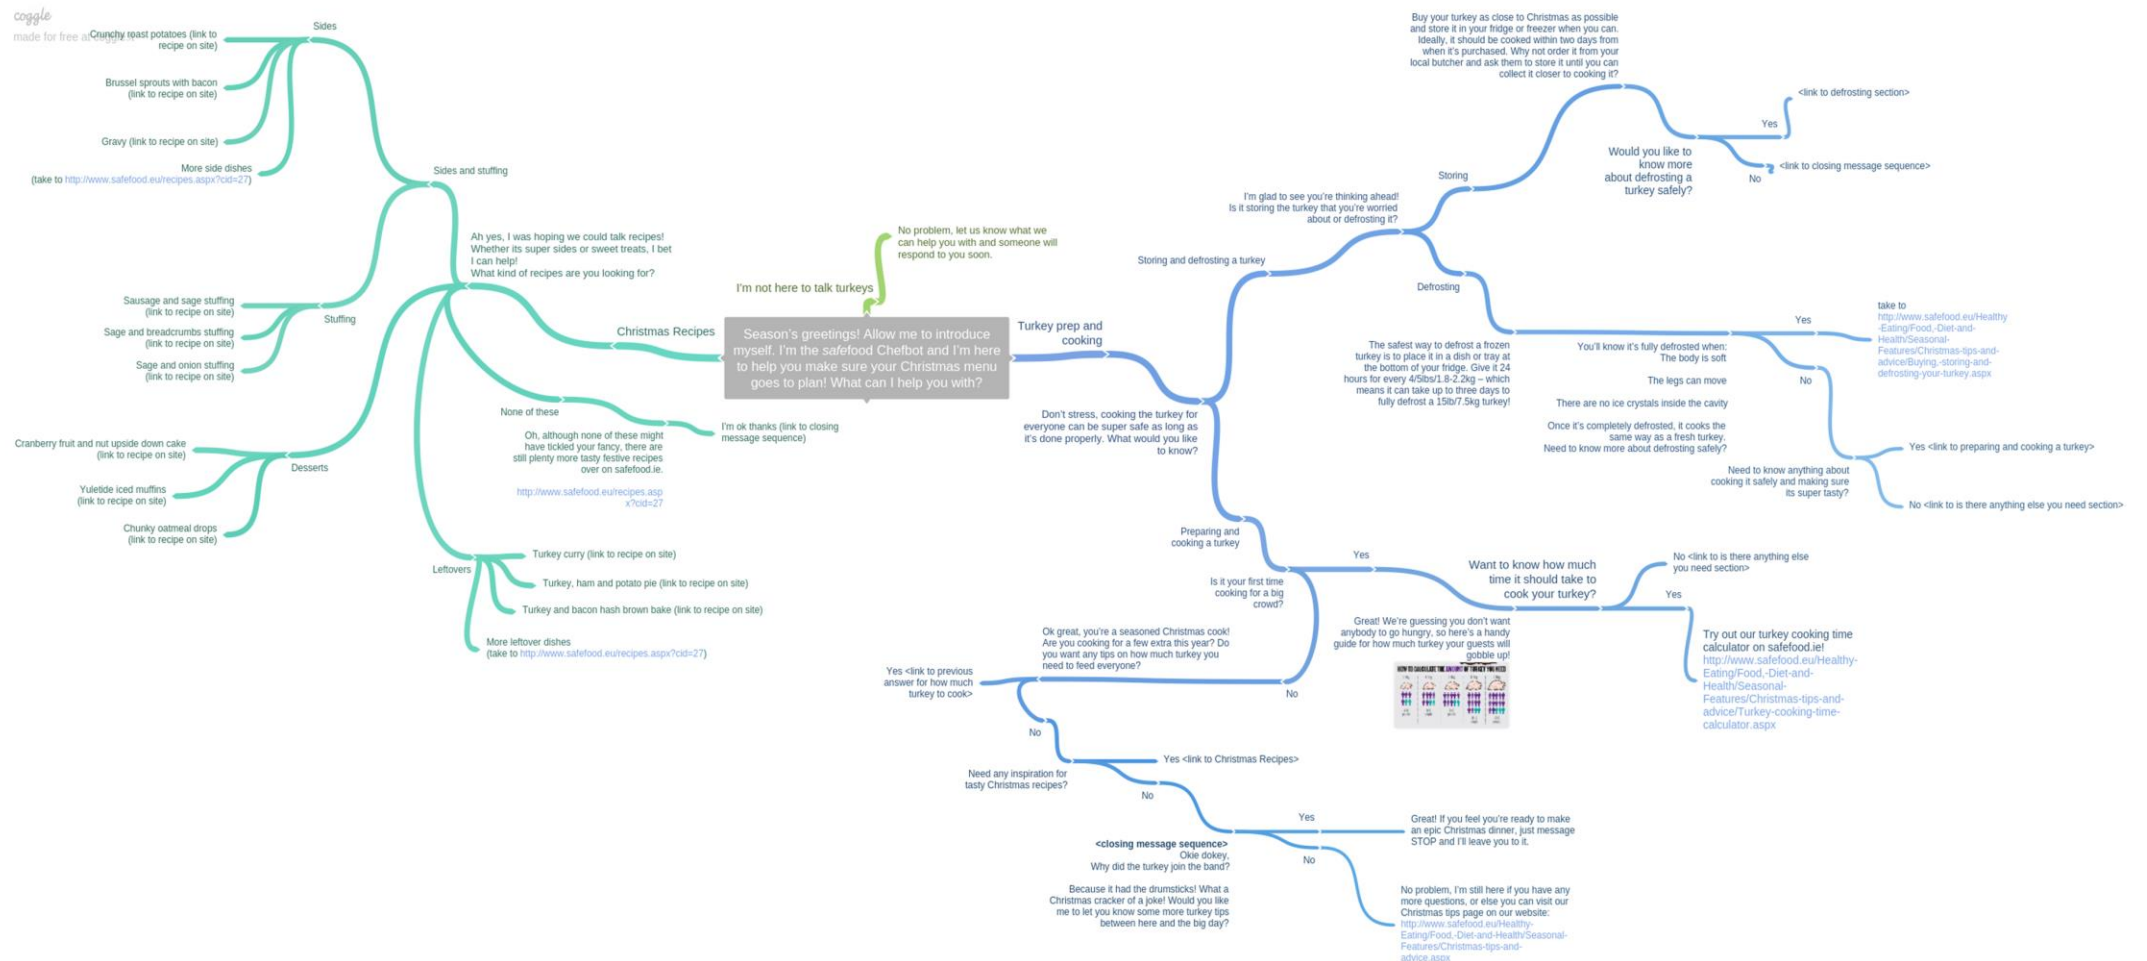 coggle
made for free at coggle.it
Sides
Crunchy roast potatoes (link to
recipe on site)
Brussel sprouts with bacon
(link to recipe on site)
Gravy (link to recipe on site)
More side dishes
(take to http://www.safefood.eu/recipes.aspx?cid=27)
Sides and stuffing
Sausage and sage stuffing
(link to recipe on site)
Sage and breadcrumbs stuffing
(link to recipe on site)
Sage and onion stuffing
(link to recipe on site)
Stuffing
Ah yes, I was hoping we could talk recipes!
Whether its super sides or sweet treats, I bet
I can help!
What kind of recipes are you looking for?
Christmas Recipes
None of these
Oh, although none of these might
have tickled your fancy, there are
still plenty more tasty festive recipes
over on safefood.ie.
http://www.safefood.eu/recipes.asp
x?cid=27
I'm ok thanks (link to closing
message sequence)
Cranberry fruit and nut upside down cake
(link to recipe on site)
Yuletide iced muffins
(link to recipe on site)
Chunky oatmeal drops
(link to recipe on site)
Desserts
Leftovers
Turkey curry (link to recipe on site)
Turkey, ham and potato pie (link to recipe on site)
Turkey and bacon hash brown bake (link to recipe on site)
More leftover dishes
(take to http://www.safefood.eu/recipes.aspx?cid=27)
No problem, let us know what we
can help you with and someone will
respond to you soon.
I'm not here to talk turkeys
Season's greetings! Allow me to introduce
myself. I'm the safefood Chefbot and I'm here
to help you make sure your Christmas menu
goes to plan! What can I help you with?
Turkey prep and
cooking
Don't stress, cooking the turkey for
everyone can be super safe as long as
it's done properly. What would you like
to know?
Storing and defrosting a turkey
I'm glad to see you're thinking ahead!
Is it storing the turkey that you're worried
about or defrosting it?
Storing
Buy your turkey as close to Christmas as possible
and store it in your fridge or freezer when you can.
Ideally, it should be cooked within two days from
when it's purchased. Why not order it from your
local butcher and ask them to store it until you can
collect it closer to cooking it?
Would you like to
know more
about defrosting a
turkey safely?
Yes
<link to defrosting section>
No
<link to closing message sequence>
Defrosting
The safest way to defrost a frozen
turkey is to place it in a dish or tray at
the bottom of your fridge. Give it 24
hours for every 4/5lbs/1.8-2.2kg – which
means it can take up to three days to
fully defrost a 15lb/7.5kg turkey!
You'll know it's fully defrosted when:
The body is soft
The legs can move
There are no ice crystals inside the cavity
Once it's completely defrosted, it cooks the
same way as a fresh turkey.
Need to know more about defrosting safely?
Yes
take to
http://www.safefood.eu/Healthy
-Eating/Food,-Diet-and-
Health/Seasonal-
Features/Christmas-tips-and-
advice/Buying,-storing-and-
defrosting-your-turkey.aspx
No
Need to know anything about
cooking it safely and making sure
its super tasty?
Yes <link to preparing and cooking a turkey>
No <link to is there anything else you need section>
Preparing and
cooking a turkey
Is it your first time
cooking for a big
crowd?
Yes
Great! We're guessing you don't want
anybody to go hungry, so here's a handy
guide for how much turkey your guests will
gobble up!
HOW TO CALCULATE THE AMOUNT OF TURKEY YOU NEED
Want to know how much
time it should take to
cook your turkey?
No <link to is there anything else
you need section>
Yes
Try out our turkey cooking time
calculator on safefood.ie!
http://www.safefood.eu/Healthy-
Eating/Food,-Diet-and-
Health/Seasonal-
Features/Christmas-tips-and-
advice/Turkey-cooking-time-
calculator.aspx
No
Ok great, you're a seasoned Christmas cook!
Are you cooking for a few extra this year? Do
you want any tips on how much turkey you
need to feed everyone?
Yes <link to previous
answer for how much
turkey to cook>
No
Need any inspiration for
tasty Christmas recipes?
Yes <link to Christmas Recipes>
No
<closing message sequence>
Okie dokey,
Why did the turkey join the band?
Because it had the drumsticks! What a
Christmas cracker of a joke! Would you like
me to let you know some more turkey tips
between here and the big day?
Yes
Great! If you feel you're ready to make
an epic Christmas dinner, just message
STOP and I'll leave you to it.
No
No problem, I'm still here if you have any
more questions, or else you can visit our
Christmas tips page on our website:
http://www.safefood.eu/Healthy-
Eating/Food,-Diet-and-Health/Seasonal-
Features/Christmas-tips-and-
advice.aspx